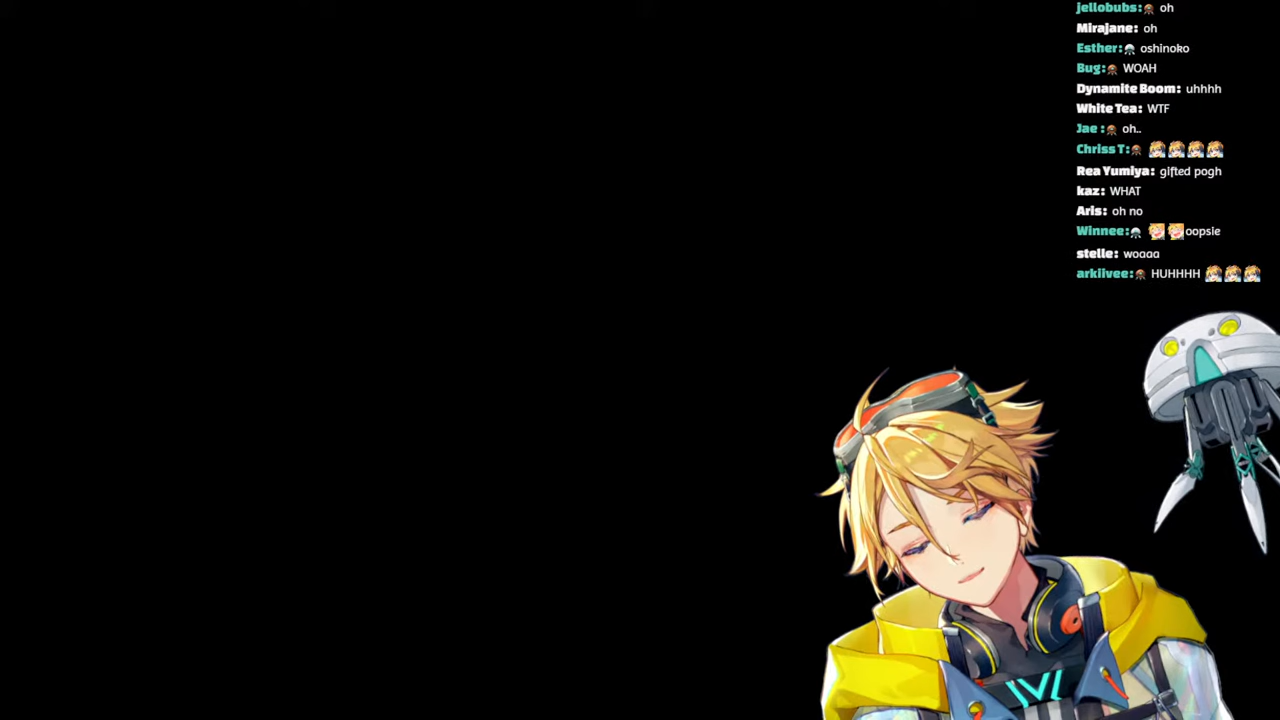 jellobubs: oh
Mirajane: oh
Esther: oshinoko
Bug: WOAH
Dynamite Boom: uhhhh
White Tea: WTF
Jae : oh..
Chriss T:
Rea Yumiya: gifted pogh
kaz: WHAT
Aris: oh no
Winnee: oopsie
stelle: woaaa
arkiivee: HUHHHH